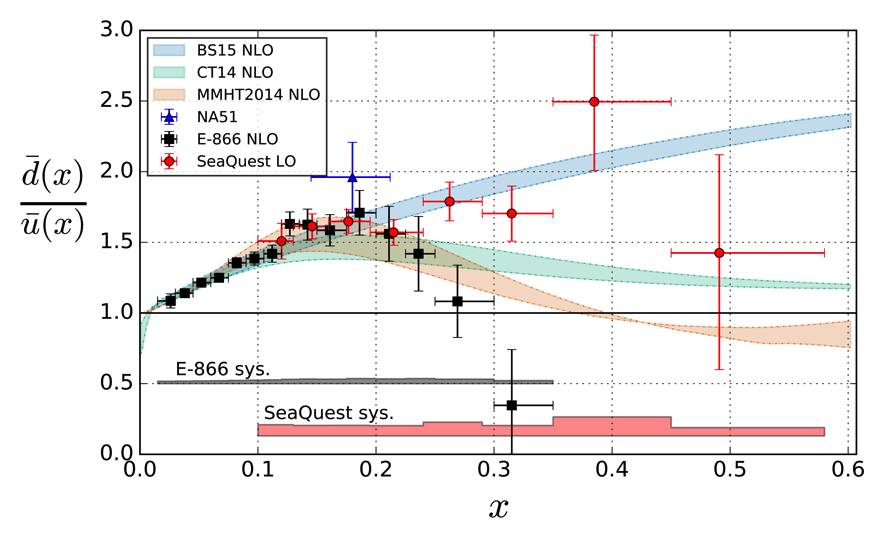 3.0
2.5
2.0
1.5
1.0
0.5
0.0
d̄(x)
ū(x)
BS15 NLO
CT14 NLO
MMHT2014 NLO
NA51
E-866 NLO
SeaQuest LO
E-866 sys.
SeaQuest sys.
0.0 0.1 0.2 0.3 0.4 0.5 0.6
x